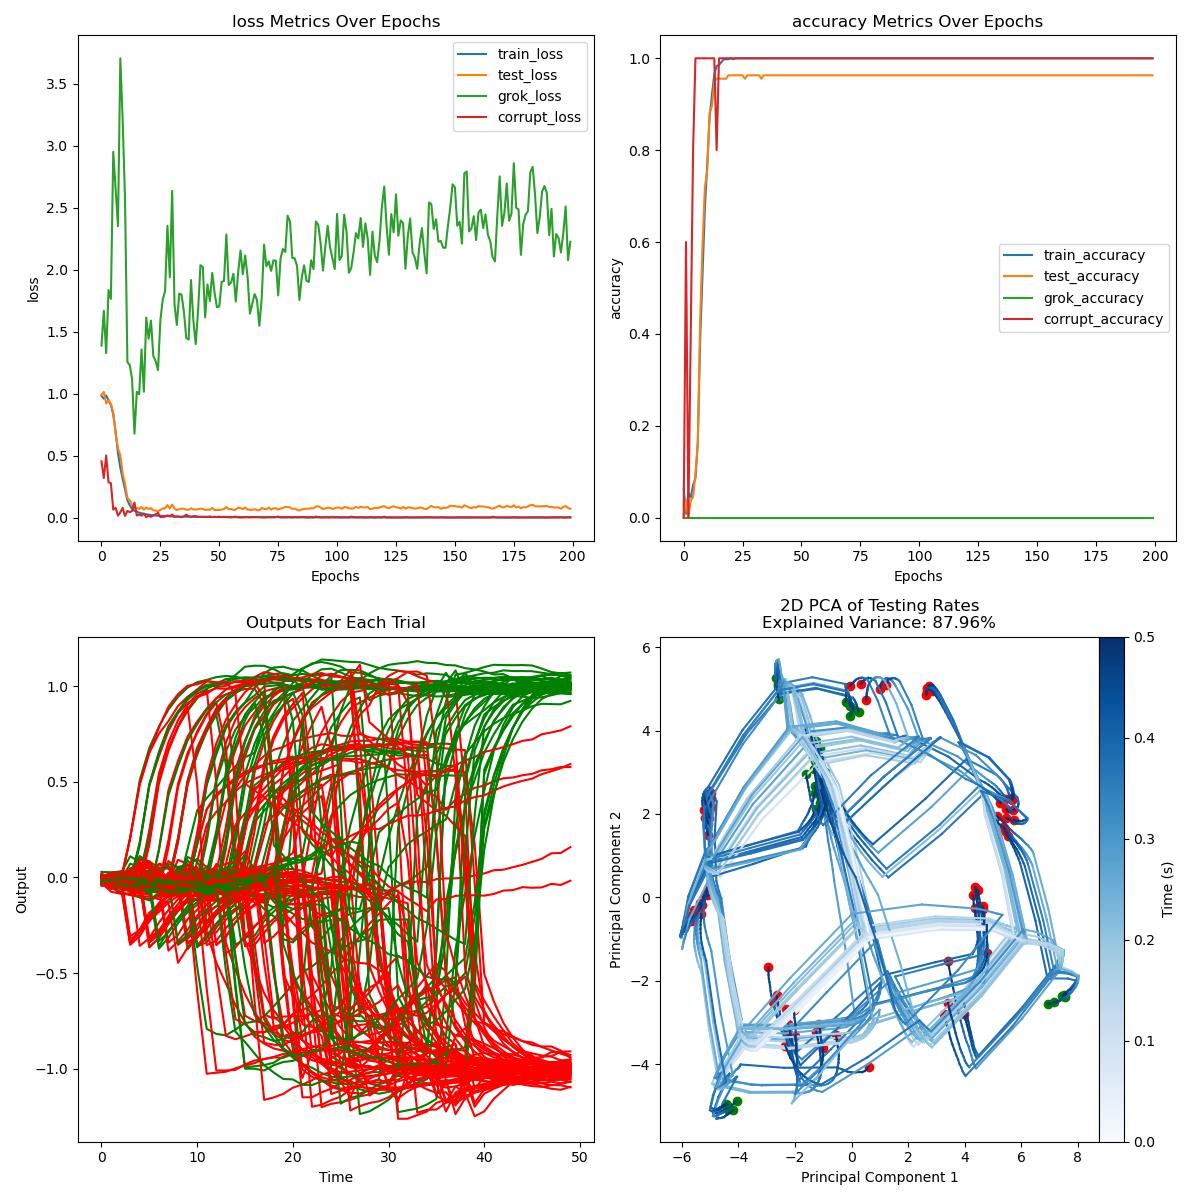 loss Metrics Over Epochs
train_loss
test_loss
grok_loss
corrupt_loss
3.5
3.0
2.5
2.0
1.5
1.0
0.5
0.0
loss
0 25 50 75 100 125 150 175 200
Epochs
accuracy Metrics Over Epochs
1.0
0.8
0.6
0.4
0.2
0.0
accuracy
train_accuracy
test_accuracy
grok_accuracy
corrupt_accuracy
0 25 50 75 100 125 150 175 200
Epochs
Outputs for Each Trial
1.0
0.5
0.0
−0.5
−1.0
Output
0 10 20 30 40 50
Time
2D PCA of Testing Rates
Explained Variance: 87.96%
6
4
2
0
−2
−4
Principal Component 2
−6 −4 −2 0 2 4 6 8
Principal Component 1
0.5
0.4
0.3
0.2
0.1
0.0
Time (s)